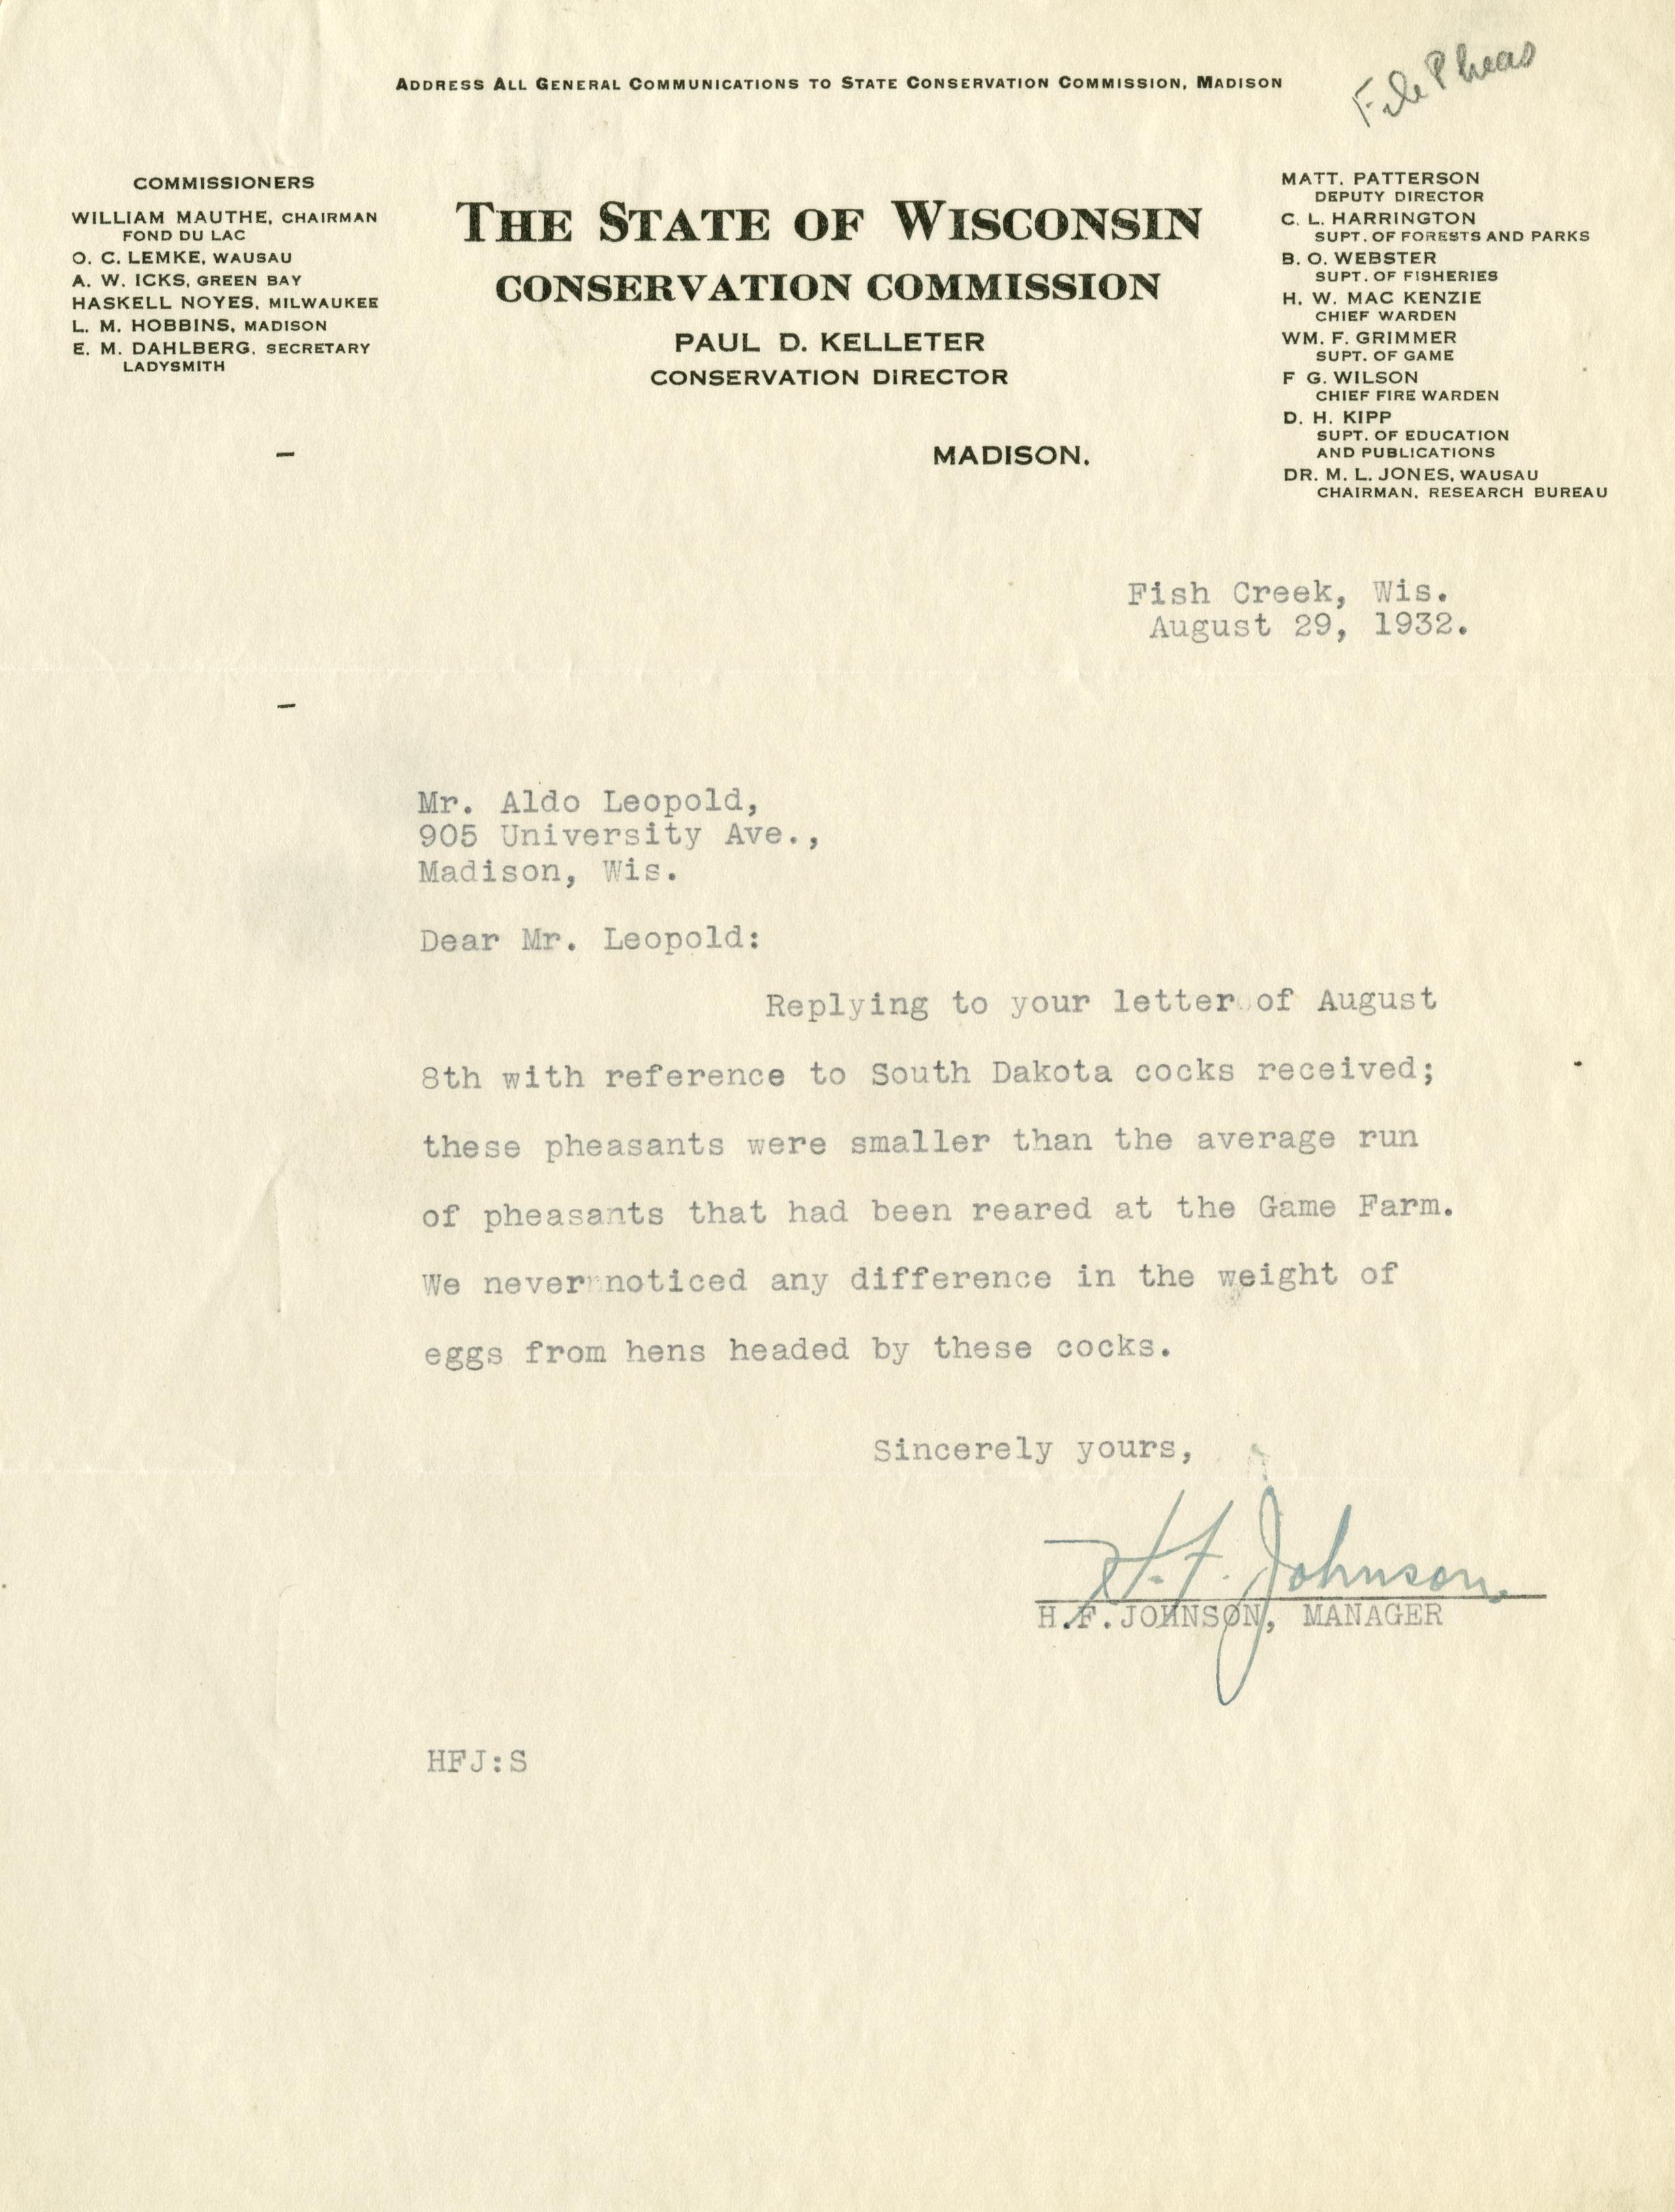 File Pheas
ADDRESS ALL GENERAL COMMUNICATIONS TO STATE CONSERVATION COMMISSION, MADISON
COMMISSIONERS
WILLIAM MAUTHE, CHAIRMAN
FOND DU LAC
O. C. LEMKE, WAUSAU
A. W. ICKS, GREEN BAY
HASKELL NOYES, MILWAUKEE
L. M. HOBBINS, MADISON
E. M. DAHLBERG, SECRETARY
LADYSMITH
THE STATE OF WISCONSIN
CONSERVATION COMMISSION
PAUL D. KELLETER
CONSERVATION DIRECTOR
MADISON.
MATT. PATTERSON
DEPUTY DIRECTOR
C. L. HARRINGTON
SUPT. OF FORESTS AND PARKS
B. O. WEBSTER
SUPT. OF FISHERIES
H. W. MAC KENZIE
CHIEF WARDEN
WM. F. GRIMMER
SUPT. OF GAME
F G. WILSON
CHIEF FIRE WARDEN
D. H. KIPP
SUPT. OF EDUCATION
AND PUBLICATIONS
DR. M. L. JONES, WAUSAU
CHAIRMAN, RESEARCH BUREAU
Fish Creek, Wis.
August 29, 1932.
Mr. Aldo Leopold,
905 University Ave.,
Madison, Wis.
Dear Mr. Leopold:
Replying to your letter of August
8th with reference to South Dakota cocks received;
these pheasants were smaller than the average run
of pheasants that had been reared at the Game Farm.
We never noticed any difference in the weight of
eggs from hens headed by these cocks.
Sincerely yours,
H. F. Johnson
H.F.JOHNSON, MANAGER
HFJ:S